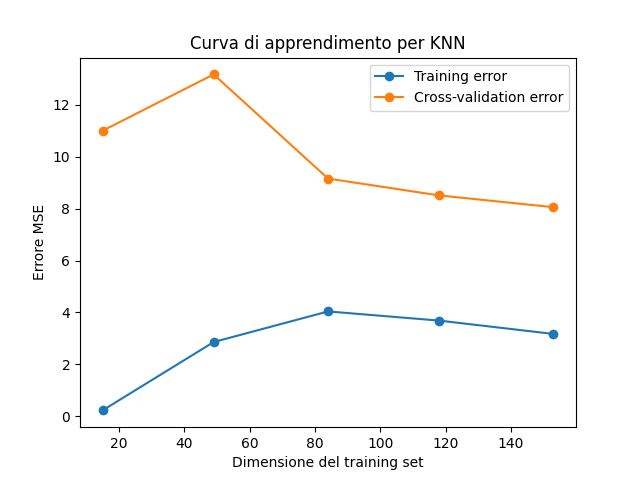 Curva di apprendimento per KNN
Training error
Cross-validation error
Errore MSE
12
10
8
6
4
2
0
20 40 60 80 100 120 140
Dimensione del training set